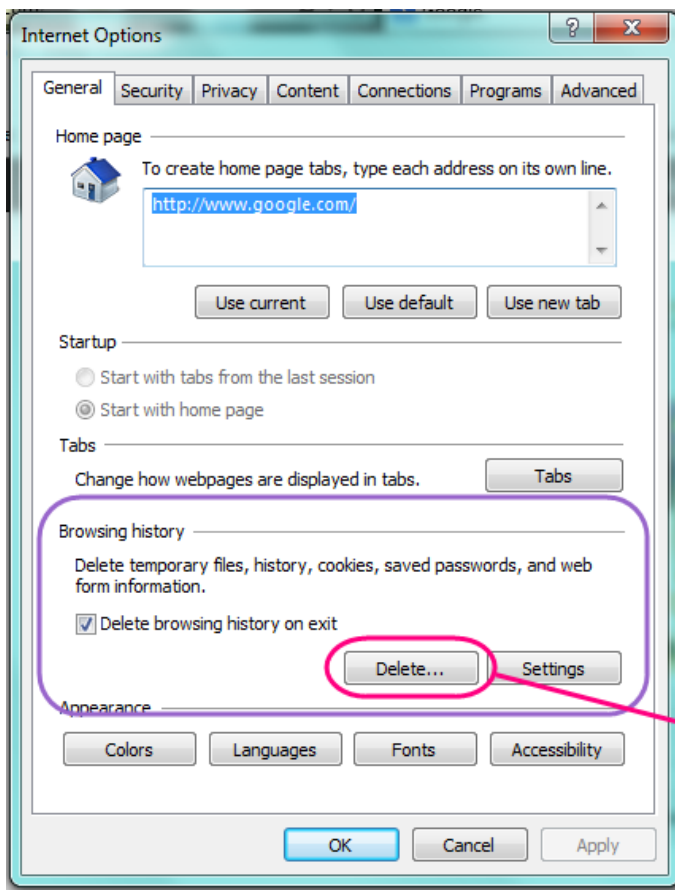 Internet Options
General Security Privacy Content Connections Programs Advanced
Home page
To create home page tabs, type each address on its own line.
http://www.google.com/
Use current Use default Use new tab
Startup
Start with tabs from the last session
Start with home page
Tabs
Change how webpages are displayed in tabs. Tabs
Browsing history
Delete temporary files, history, cookies, saved passwords, and web
form information.
Delete browsing history on exit
Delete... Settings
Appearance
Colors Languages Fonts Accessibility
OK Cancel Apply